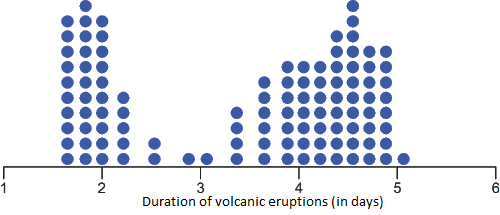 1 2 3 4 5 6
Duration of volcanic eruptions (in days)